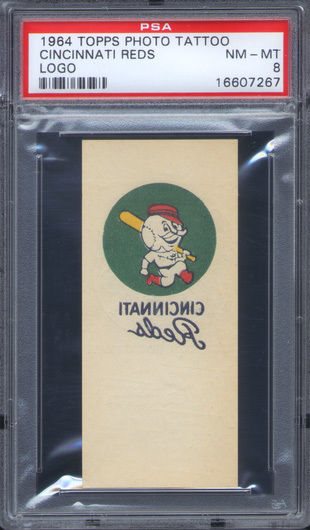 PSA
1964 TOPPS PHOTO TATTOO
CINCINNATI REDS NM - MT
LOGO 8
16607267
CINCINNATI
Reds